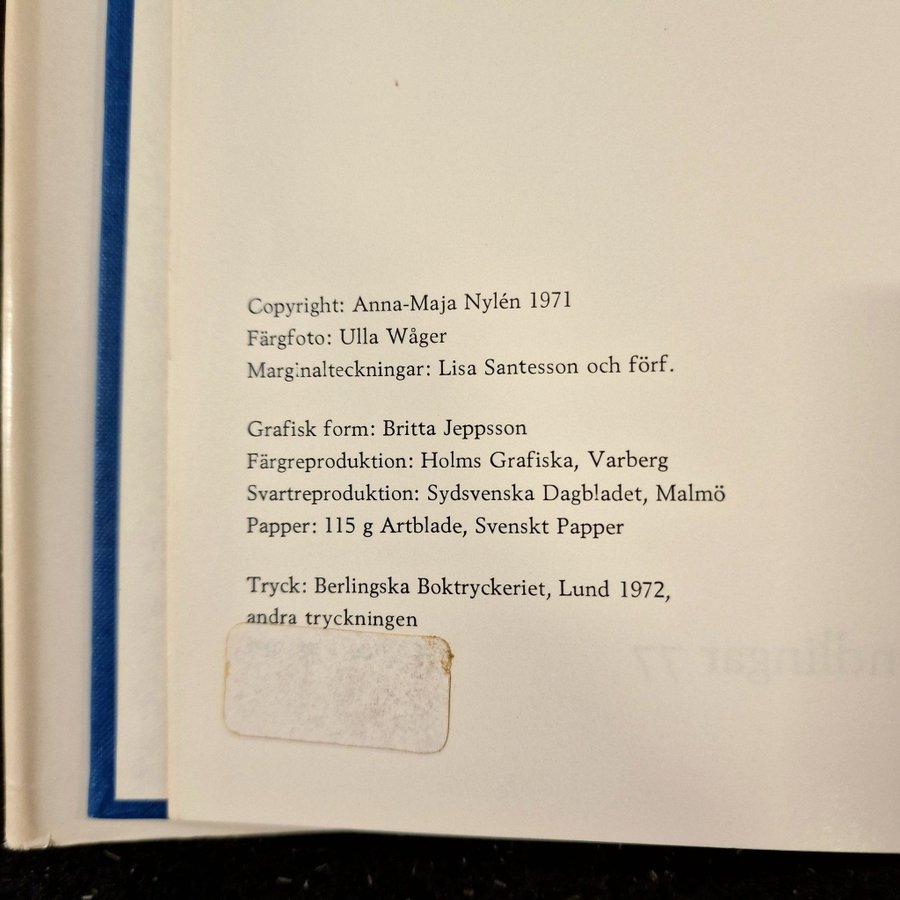 Copyright: Anna-Maja Nylén 1971
Färgfoto: Ulla Wåger
Marginalteckningar: Lisa Santesson och förf.
Grafisk form: Britta Jeppsson
Färgreproduktion: Holms Grafiska, Varberg
Svartreproduktion: Sydsvenska Dagbladet, Malmö
Papper: 115 g Artblade, Svenskt Papper
Tryck: Berlingska Boktryckeriet, Lund 1972,
andra tryckningen